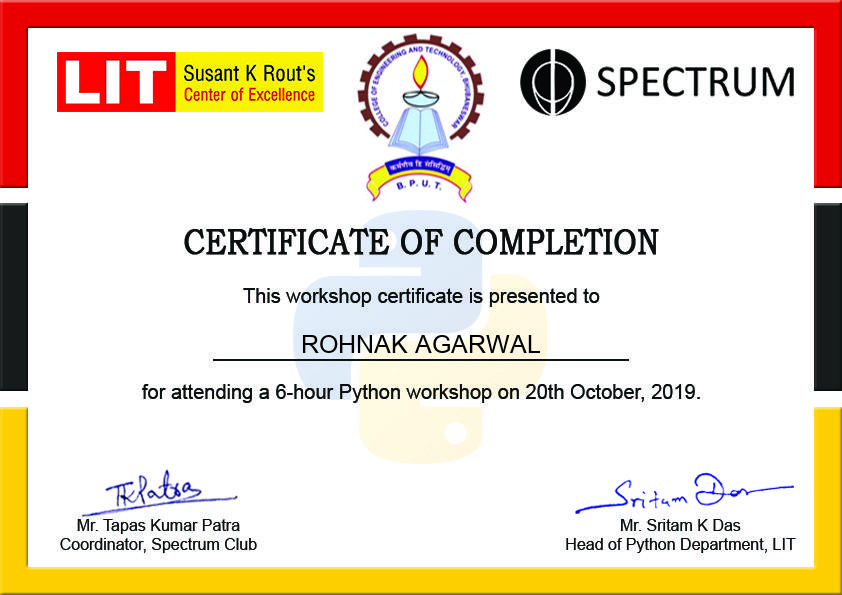 LIT
Susant K Rout's
Center of Excellence
COLLEGE OF ENGINEERING AND TECHNOLOGY, BHUBANESWAR
B. P. U. T.
SPECTRUM
CERTIFICATE OF COMPLETION
This workshop certificate is presented to
ROHNAK AGARWAL
for attending a 6-hour Python workshop on 20th October, 2019.
TKPatra
Sritam Das
Mr. Tapas Kumar Patra
Mr. Sritam K Das
Coordinator, Spectrum Club
Head of Python Department, LIT